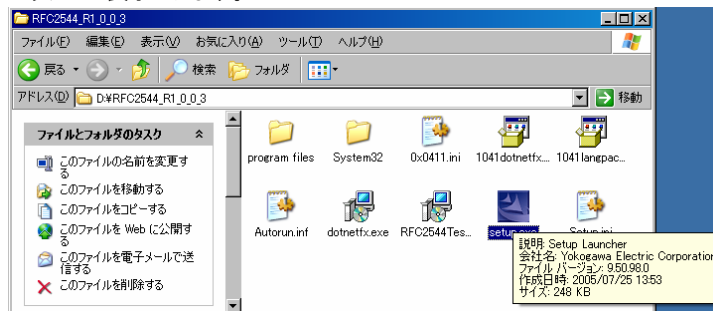 RFC2544_R1_0_0_3
ファイル(F) 編集(E) 表示(V) お気に入り(A) ツール(T) ヘルプ(H)
戻る 検索 フォルダ
アドレス(D) D:¥RFC2544_R1_0_0_3 移動
ファイルとフォルダのタスク
このファイルの名前を変更す
る
このファイルを移動する
このファイルをコピーする
このファイルを Web に公開す
る
このファイルを電子メールで送
信する
このファイルを削除する
program files System32 0x0411.ini 1041dotnetfx... 1041langpac...
Autorun.inf dotnetfx.exe RFC2544Tes... setup.exe Setup.ini
説明: Setup Launcher
会社名: Yokogawa Electric Corporation
ファイル バージョン: 9.50.98.0
作成日時: 2005/07/25 13:53
サイズ: 248 KB